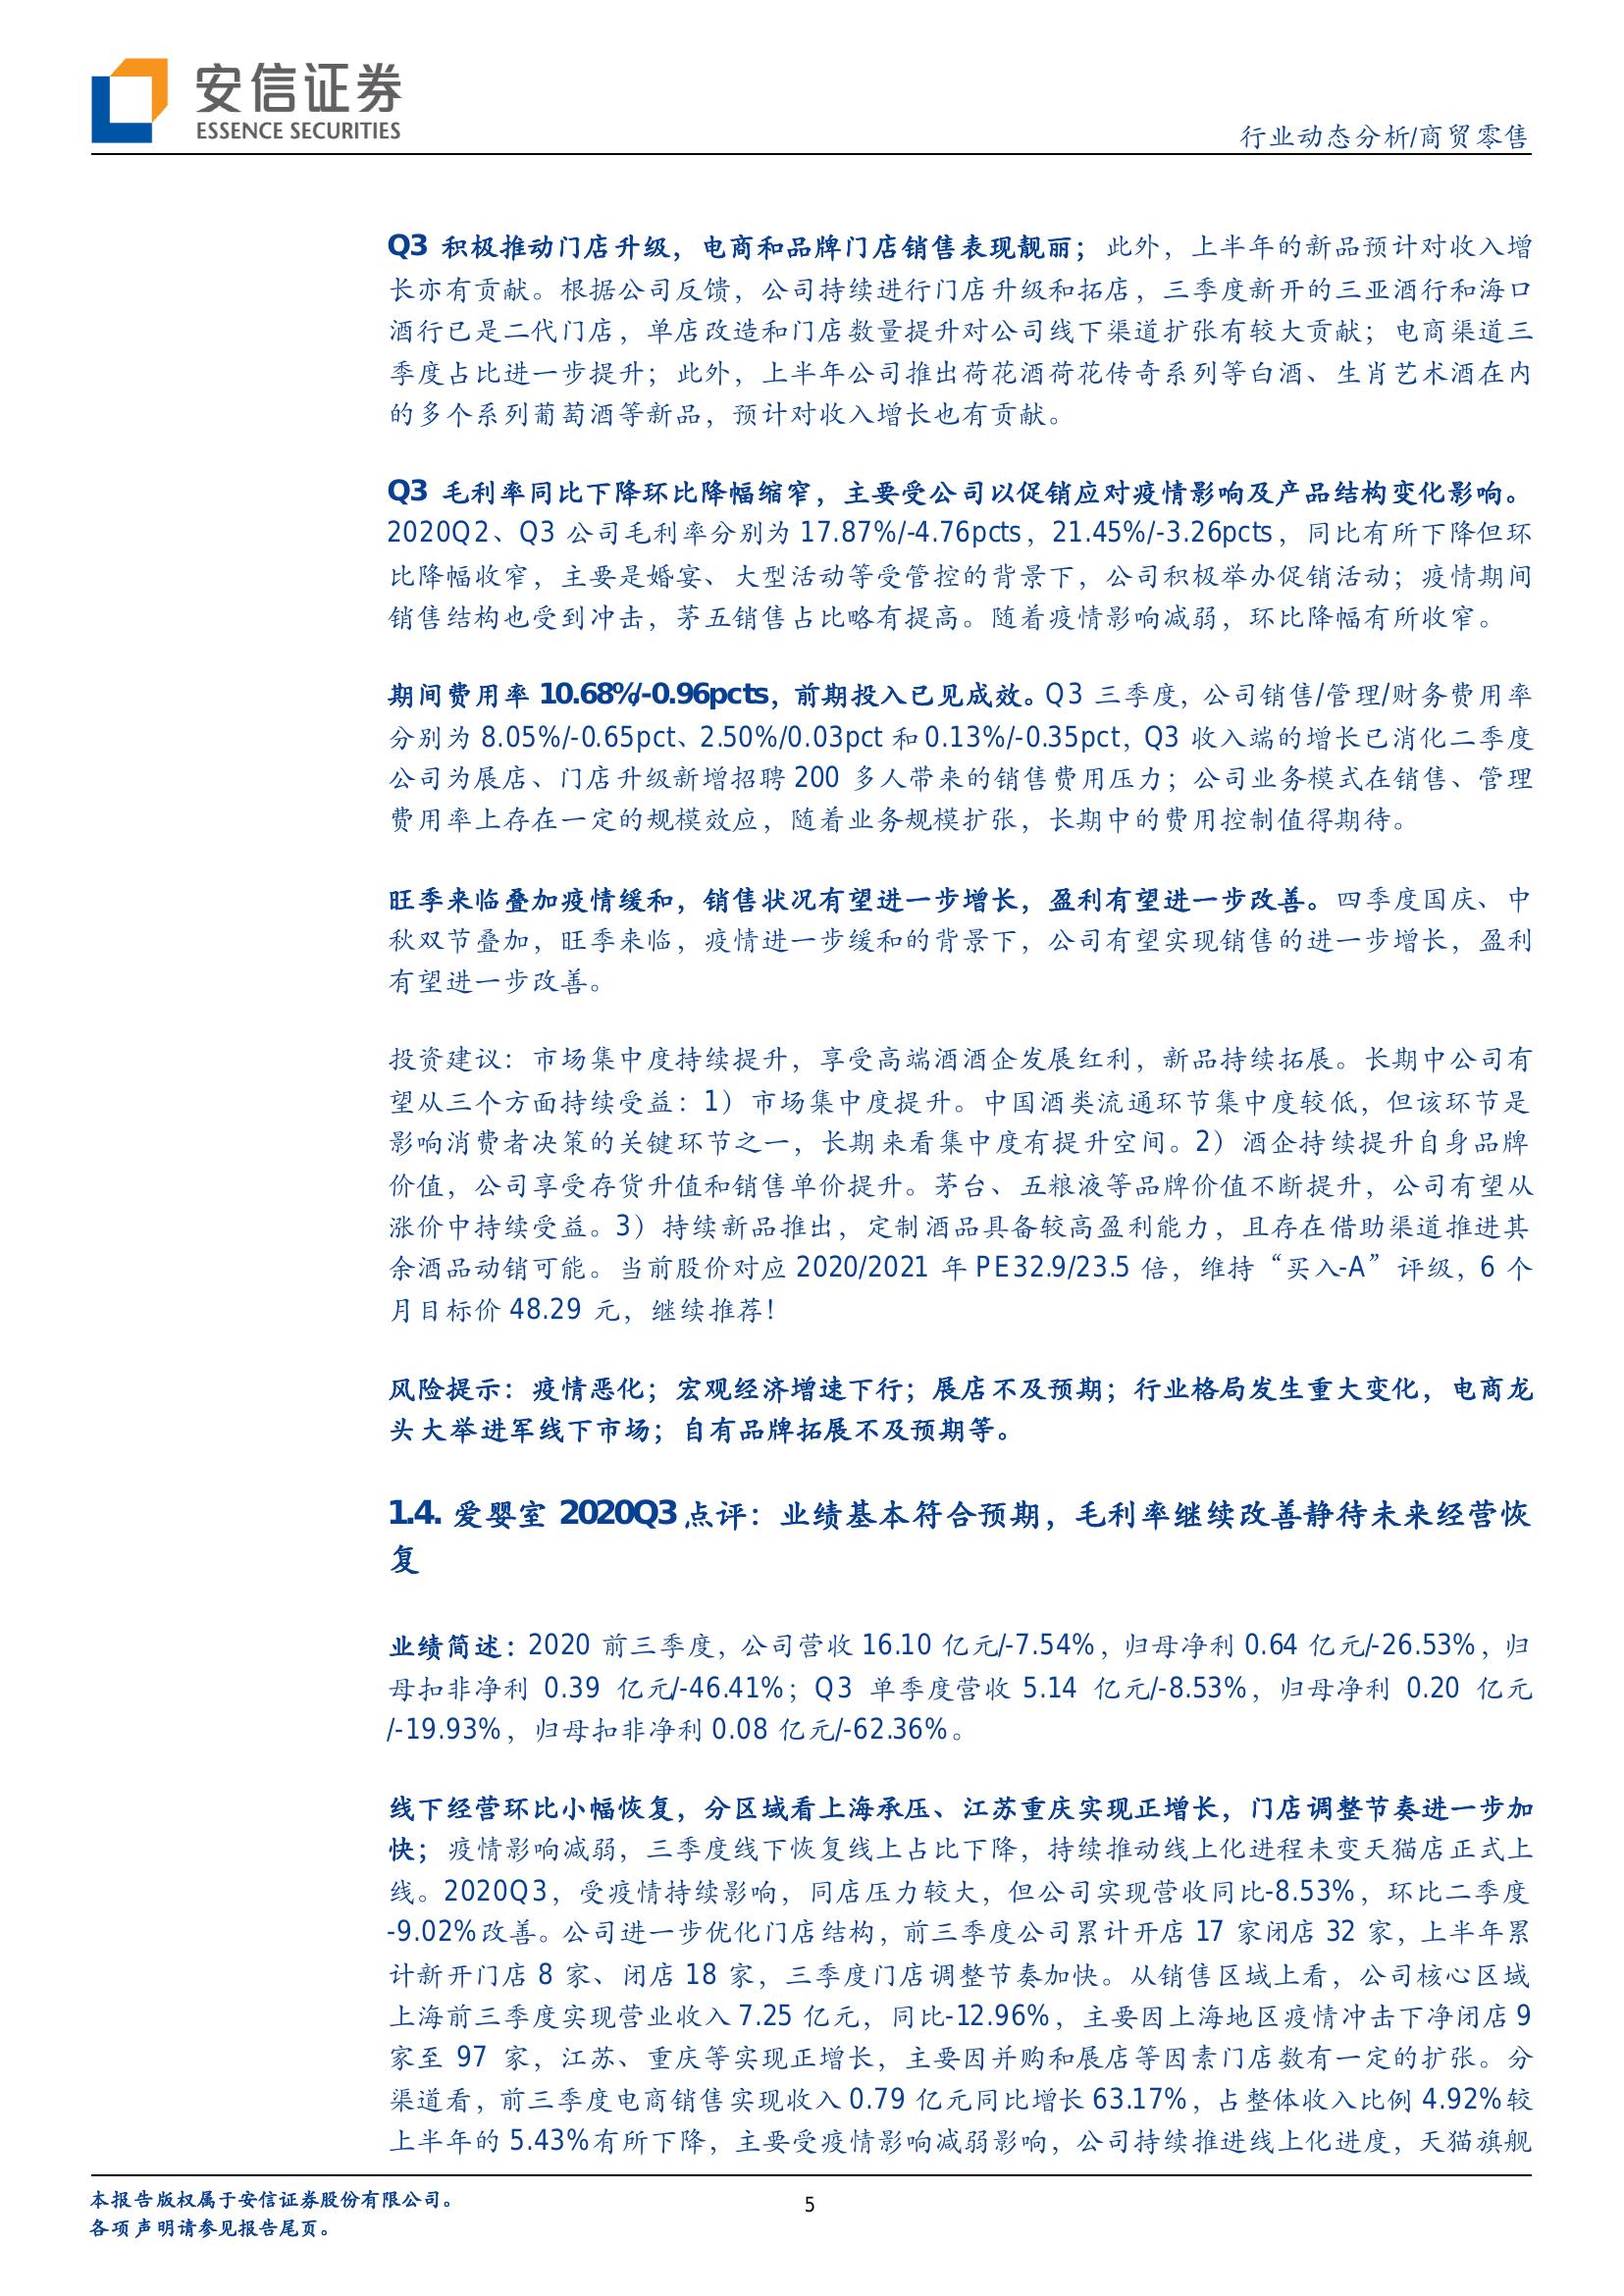 安信证券
ESSENCE SECURITIES
行业动态分析/商贸零售
Q3 积极推动门店升级，电商和品牌门店销售表现靓丽；此外，上半年的新品预计对收入增
长亦有贡献。根据公司反馈，公司持续进行门店升级和拓店，三季度新开的三亚酒行和海口
酒行已是二代门店，单店改造和门店数量提升对公司线下渠道扩张有较大贡献；电商渠道三
季度占比进一步提升；此外，上半年公司推出荷花酒荷花传奇系列等白酒、生肖艺术酒在内
的多个系列葡萄酒等新品，预计对收入增长也有贡献。
Q3 毛利率同比下降环比降幅缩窄，主要受公司以促销应对疫情影响及产品结构变化影响。
2020Q2、Q3 公司毛利率分别为 17.87%/-4.76pcts，21.45%/-3.26pcts，同比有所下降但环
比降幅收窄，主要是婚宴、大型活动等受管控的背景下，公司积极举办促销活动；疫情期间
销售结构也受到冲击，茅五销售占比略有提高。随着疫情影响减弱，环比降幅有所收窄。
期间费用率 10.68%/-0.96pcts，前期投入已见成效。Q3 三季度，公司销售/管理/财务费用率
分别为 8.05%/-0.65pct、2.50%/0.03pct 和 0.13%/-0.35pct，Q3 收入端的增长已消化二季度
公司为展店、门店升级新增招聘 200 多人带来的销售费用压力；公司业务模式在销售、管理
费用率上存在一定的规模效应，随着业务规模扩张，长期中的费用控制值得期待。
旺季来临叠加疫情缓和，销售状况有望进一步增长，盈利有望进一步改善。四季度国庆、中
秋双节叠加，旺季来临，疫情进一步缓和的背景下，公司有望实现销售的进一步增长，盈利
有望进一步改善。
投资建议：市场集中度持续提升，享受高端酒酒企发展红利，新品持续拓展。长期中公司有
望从三个方面持续受益：1）市场集中度提升。中国酒类流通环节集中度较低，但该环节是
影响消费者决策的关键环节之一，长期来看集中度有提升空间。2）酒企持续提升自身品牌
价值，公司享受存货升值和销售单价提升。茅台、五粮液等品牌价值不断提升，公司有望从
涨价中持续受益。3）持续新品推出，定制酒品具备较高盈利能力，且存在借助渠道推进其
余酒品动销可能。当前股价对应 2020/2021 年 PE32.9/23.5 倍，维持“买入-A”评级，6 个
月目标价 48.29 元，继续推荐！
风险提示：疫情恶化；宏观经济增速下行；展店不及预期；行业格局发生重大变化，电商龙
头大举进军线下市场；自有品牌拓展不及预期等。
1.4. 爱婴室 2020Q3 点评：业绩基本符合预期，毛利率继续改善静待未来经营恢
复
业绩简述：2020 前三季度，公司营收 16.10 亿元/-7.54%，归母净利 0.64 亿元/-26.53%，归
母扣非净利 0.39 亿元/-46.41%；Q3 单季度营收 5.14 亿元/-8.53%，归母净利 0.20 亿元
/-19.93%，归母扣非净利 0.08 亿元/-62.36%。
线下经营环比小幅恢复，分区域看上海承压、江苏重庆实现正增长，门店调整节奏进一步加
快；疫情影响减弱，三季度线下恢复线上占比下降，持续推动线上化进程未变天猫店正式上
线。2020Q3，受疫情持续影响，同店压力较大，但公司实现营收同比-8.53%，环比二季度
-9.02%改善。公司进一步优化门店结构，前三季度公司累计开店 17 家闭店 32 家，上半年累
计新开门店 8 家、闭店 18 家，三季度门店调整节奏加快。从销售区域上看，公司核心区域
上海前三季度实现营业收入 7.25 亿元，同比-12.96%，主要因上海地区疫情冲击下净闭店 9
家至 97 家，江苏、重庆等实现正增长，主要因并购和展店等因素门店数有一定的扩张。分
渠道看，前三季度电商销售实现收入 0.79 亿元同比增长 63.17%，占整体收入比例 4.92%较
上半年的 5.43%有所下降，主要受疫情影响减弱影响，公司持续推进线上化进度，天猫旗舰
本报告版权属于安信证券股份有限公司。
各项声明请参见报告尾页。
5